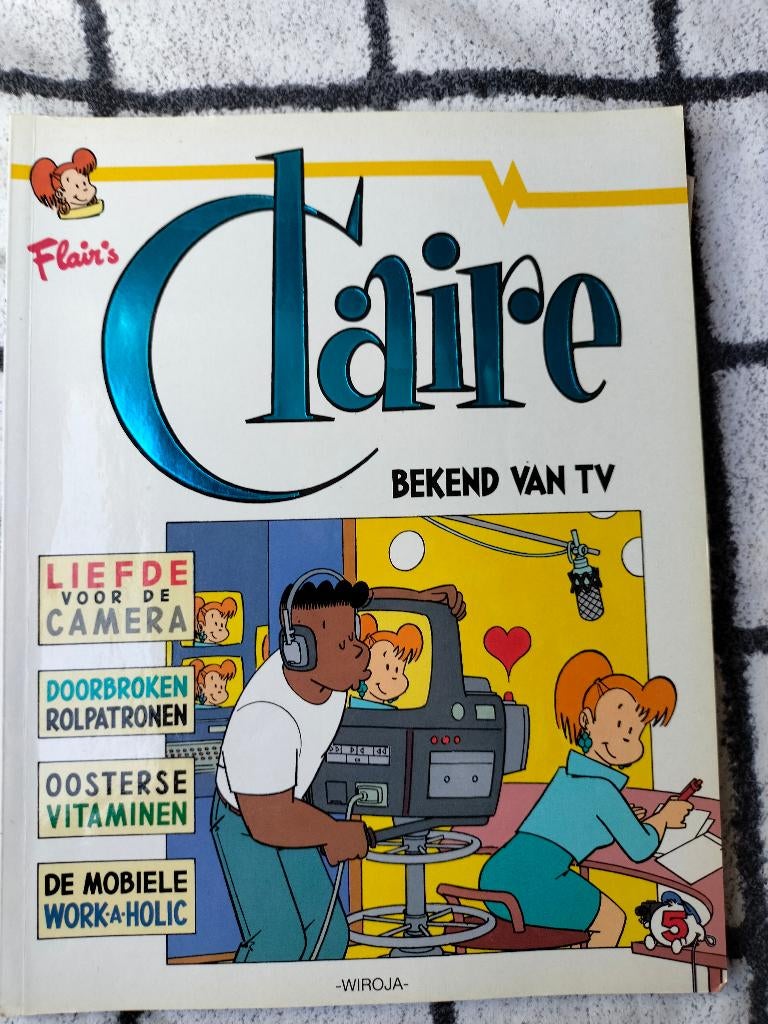 Flair's
Claire
BEKEND VAN TV
LIEFDE
VOOR DE
CAMERA
DOORBROKEN
ROLPATRONEN
OOSTERSE
VITAMINEN
DE MOBIELE
WORK-A-HOLIC
5
-WIROJA-